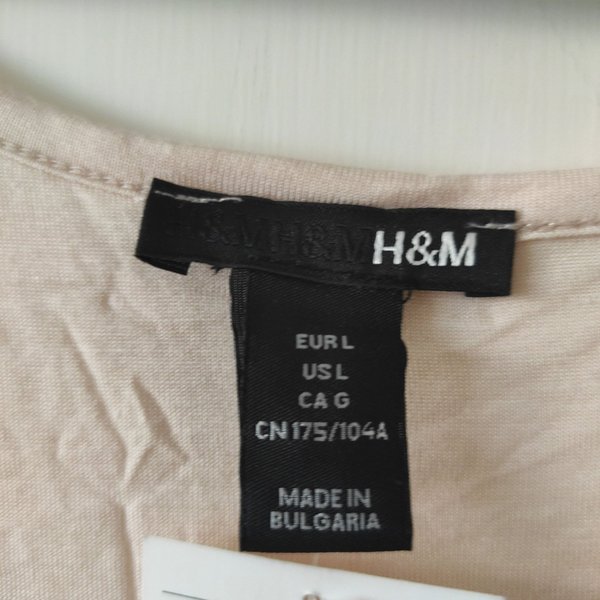 H&M H&M H&M
EUR L
US L
CA G
CN 175/104A
MADE IN
BULGARIA